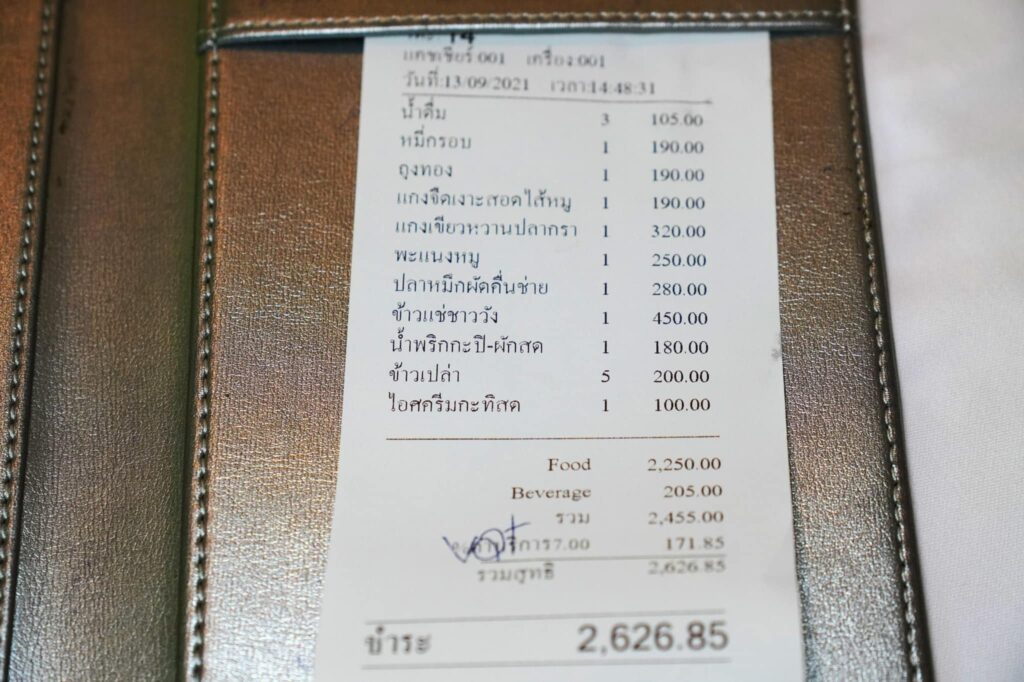 14
แคชเชียร์:001 เครื่อง:001
วันที่:13/09/2021 เวลา:14:48:31
น้ำดื่ม 3 105.00
หมี่กรอบ 1 190.00
ถุงทอง 1 190.00
แกงจืดเงาะสอดไส้หมู 1 190.00
แกงเขียวหวานปลากรา 1 320.00
พะแนงหมู 1 250.00
ปลาหมึกผัดคื่นช่าย 1 280.00
ข้าวแช่ชาววัง 1 450.00
น้ำพริกกะปิ-ผักสด 1 180.00
ข้าวเปล่า 5 200.00
ไอศครีมกะทิสด 1 100.00
Food 2,250.00
Beverage 205.00
รวม 2,455.00
ค่าบริการ7.00 171.85
รวมสุทธิ 2,626.85
ชำระ 2,626.85